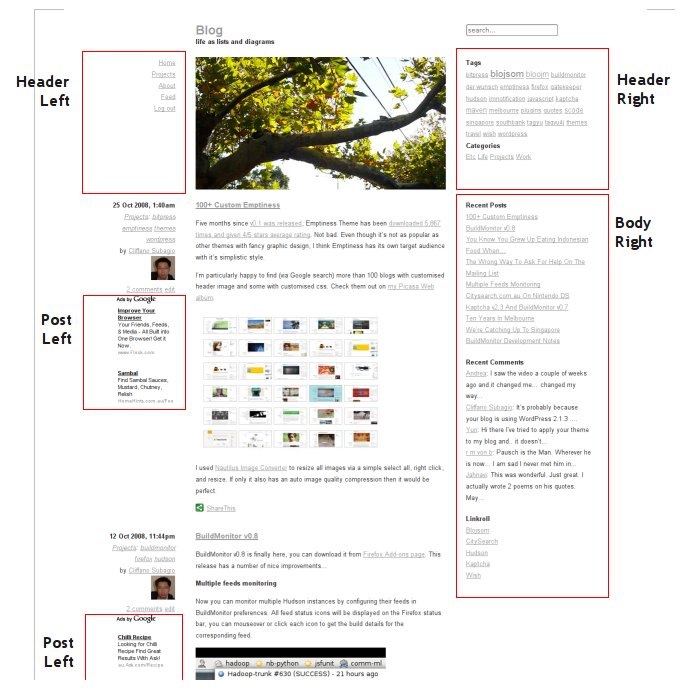 Blog
life as lists and diagrams
search...
Header
Left
Home
Projects
About
Feed
Log out
Header
Right
Tags
bitpress blojsom bloojm buildmonitor
der wunsch emptiness firefox gatekeeper
hudson imnotification javascript kaptcha
maven melbourne plugins quotes scode
singapore southbank tagyu taqwuili themes
travel wish wordpress
Categories
Etc Life Projects Work
25 Oct 2008, 1:40am
Projects: bitpress
emptiness themes
wordpress
by Cliffano Subagio
2 comments edit
Post
Left
Ads by Google
Improve Your
Browser
Your Friends, Feeds,
& Media - All Built into
One Browser! Get it
Now.
www.Flock.com
Sambal
Find Sambal Sauces,
Mustard, Chutney,
Relish
HomeHints.com.au/Foo
100+ Custom Emptiness
Five months since v0.1 was released, Emptiness Theme has been downloaded 5,667
times and given 4/5 stars average rating. Not bad. Even though it's not as popular as
other themes with fancy graphic design, I think Emptiness has its own target audience
with it's simplistic style.
I'm particularly happy to find (via Google search) more than 100 blogs with customised
header image and some with customised css. Check them out on my Picasa Web
album.
I used Nautilus Image Converter to resize all images via a simple select all, right click,
and resize. If only it also has an auto image quality compression then it would be
perfect.
ShareThis
Body
Right
Recent Posts
100+ Custom Emptiness
BuildMonitor v0.8
You Know You Grew Up Eating Indonesian
Food When...
The Wrong Way To Ask For Help On The
Mailing List
Multiple Feeds Monitoring
Citysearch.com.au On Nintendo DS
Kaptcha v2.3 And BuildMonitor v0.7
Ten Years In Melbourne
We're Catching Up To Singapore
BuildMonitor Development Notes
Recent Comments
Andrea: I saw the video a couple of weeks
ago and it changed me... changed my
way...
Cliffano Subagio: It's probably because
your blog is using WordPress 2.1.3 ....
Yun: Hi there I've tried to apply your theme
to my blog and.. it doesn't...
r m von b: Pausch is the Man. Wherever he
is now... I am sad I never met him in...
Jahnavi: This was wonderful. Just great. I
actually wrote 2 poems on his quotes.
May...
Linkroll
Blojsom
CitySearch
Hudson
Kaptcha
Wish
12 Oct 2008, 11:44pm
Projects: buildmonitor
firefox hudson
by Cliffano Subagio
2 comments edit
Post
Left
Ads by Google
Chilli Recipe
Looking for Chilli
Recipe Find Great
Results With Ask!
au.Ask.com/Recipe
BuildMonitor v0.8
BuildMonitor v0.8 is finally here, you can download it from Firefox Add-ons page. This
release has a number of nice improvements...
Multiple feeds monitoring
Now you can monitor multiple Hudson instances by configuring their feeds in
BuildMonitor preferences. All feed status icons will be displayed on the Firefox status
bar, you can mouseover or click each icon to get the build details for the
corresponding feed.
hadoop nb-python jsfunit comm-ml
Hadoop-trunk #630 (SUCCESS) - 21 hours ago